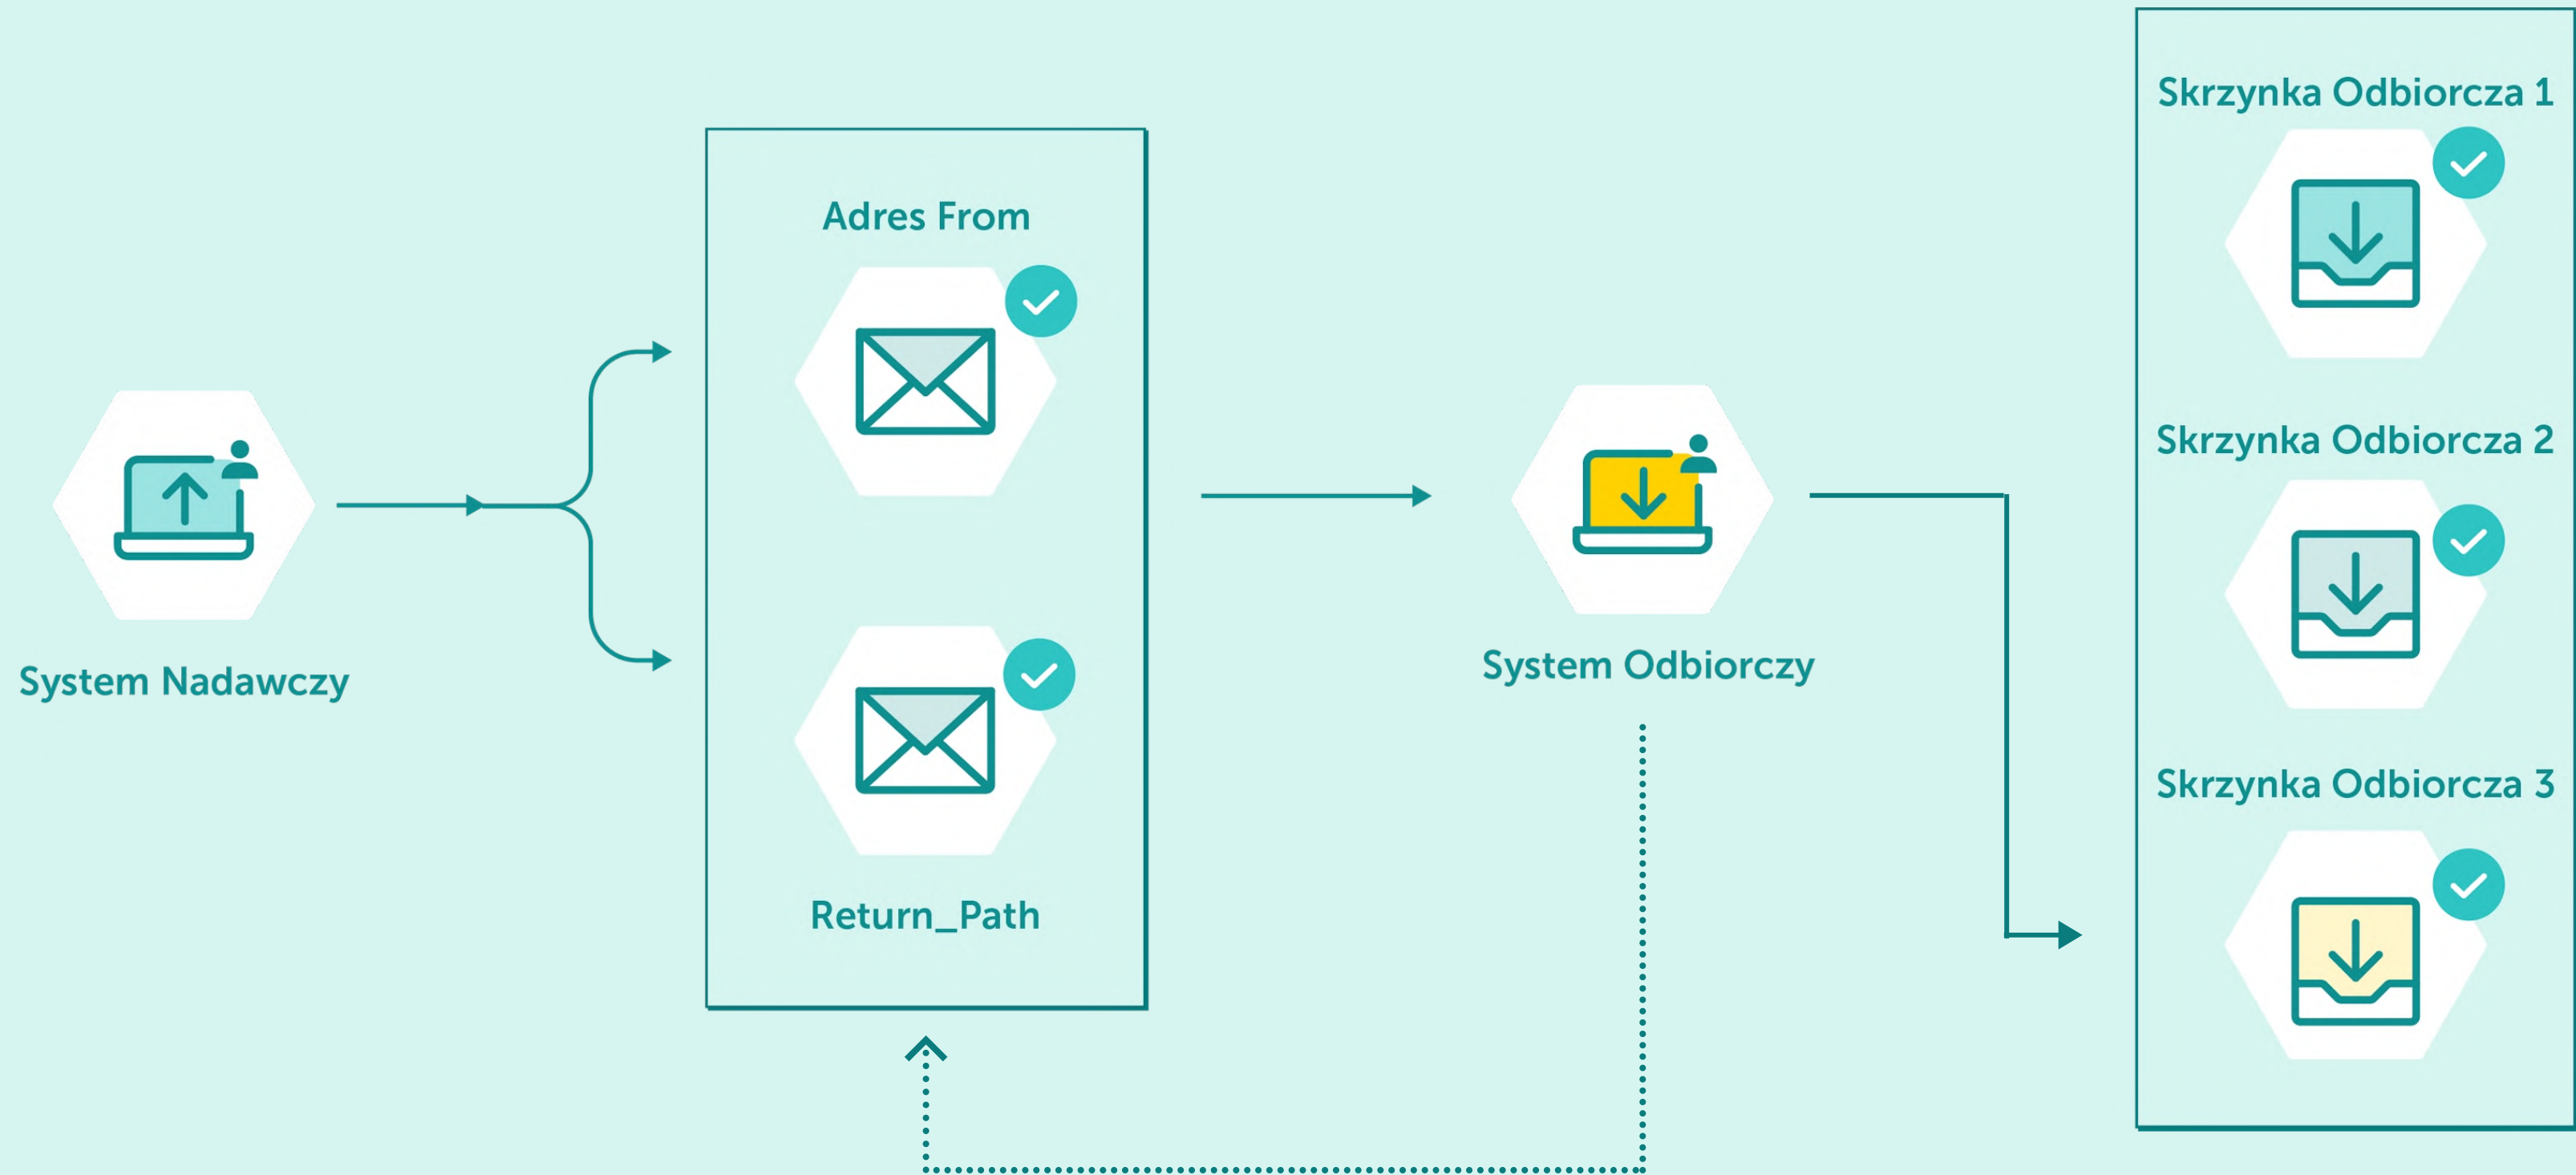 System Nadawczy
Adres From
Return_Path
System Odbiorczy
Skrzynka Odbiorcza 1
Skrzynka Odbiorcza 2
Skrzynka Odbiorcza 3